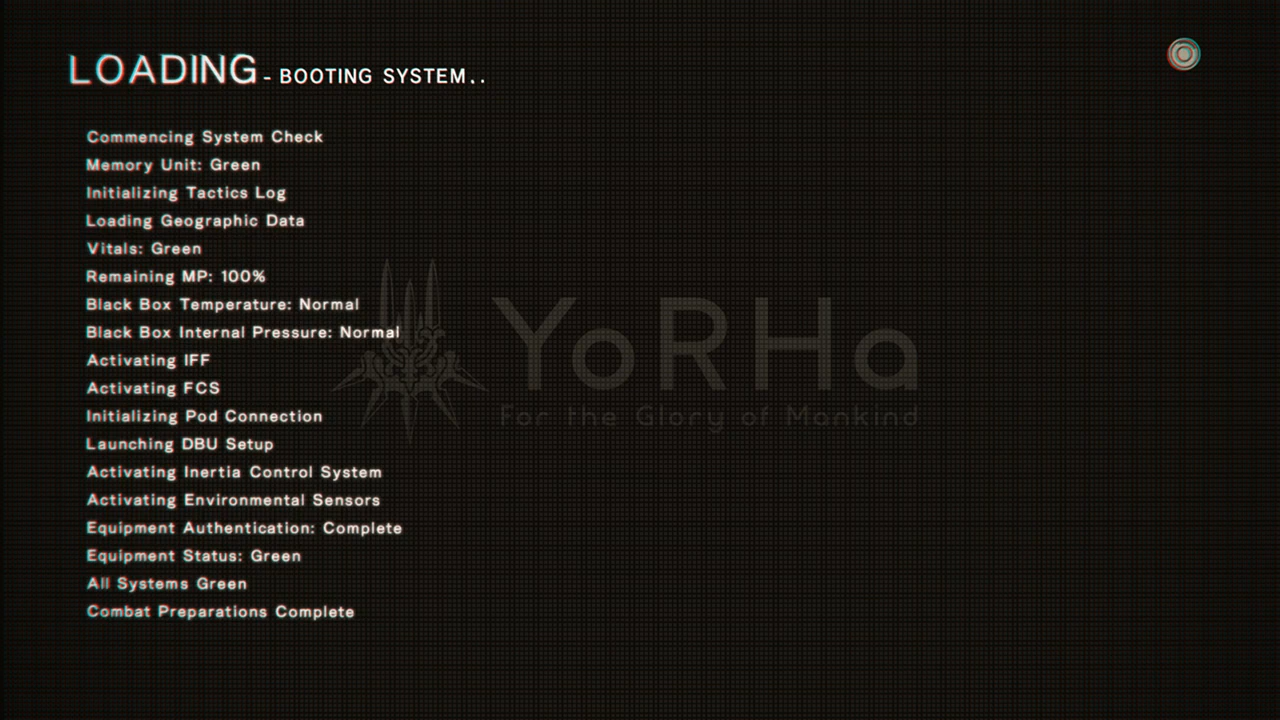 LOADING - BOOTING SYSTEM..
Commencing System Check
Memory Unit: Green
Initializing Tactics Log
Loading Geographic Data
Vitals: Green
Remaining MP: 100%
Black Box Temperature: Normal
Black Box Internal Pressure: Normal
Activating IFF
Activating FCS
Initializing Pod Connection
Launching DBU Setup
Activating Inertia Control System
Activating Environmental Sensors
Equipment Authentication: Complete
Equipment Status: Green
All Systems Green
Combat Preparations Complete
YoRHa
For the Glory of Mankind